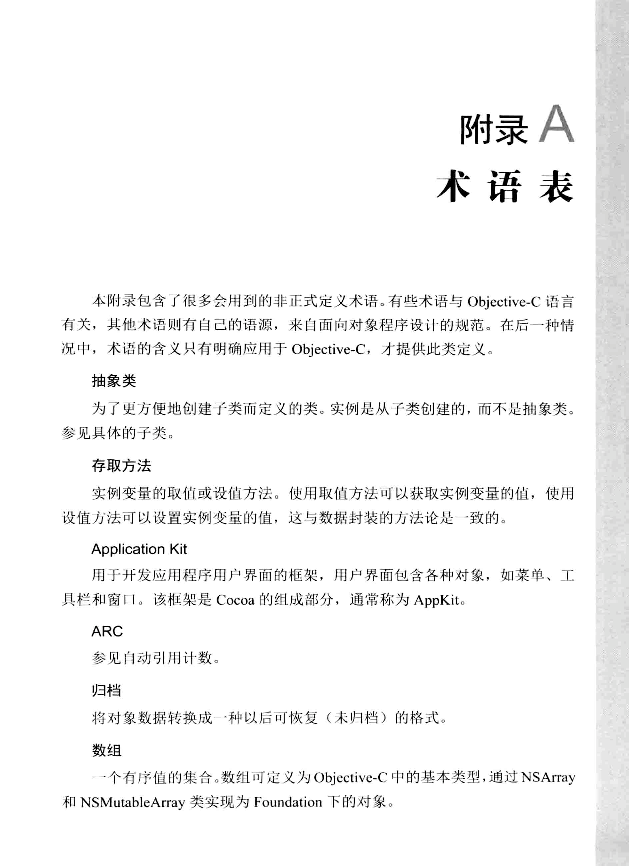 附录 A
术语表
本附录包含了很多会用到的非正式定义术语。有些术语与 Objective-C 语言
有关，其他术语则有自己的语源，来自面向对象程序设计的规范。在后一种情
况中，术语的含义只有明确应用于 Objective-C，才提供此类定义。
抽象类
为了更方便地创建子类而定义的类。实例是从子类创建的，而不是抽象类。
参见具体的子类。
存取方法
实例变量的取值或设值方法。使用取值方法可以获取实例变量的值，使用
设值方法可以设置实例变量的值，这与数据封装的方法论是一致的。
Application Kit
用于开发应用程序用户界面的框架，用户界面包含各种对象，如菜单、工
具栏和窗口。该框架是 Cocoa 的组成部分，通常称为 AppKit。
ARC
参见自动引用计数。
归档
将对象数据转换成一种以后可恢复（未归档）的格式。
数组
一个有序值的集合。数组可定义为 Objective-C 中的基本类型，通过 NSArray
和 NSMutableArray 类实现为 Foundation 下的对象。